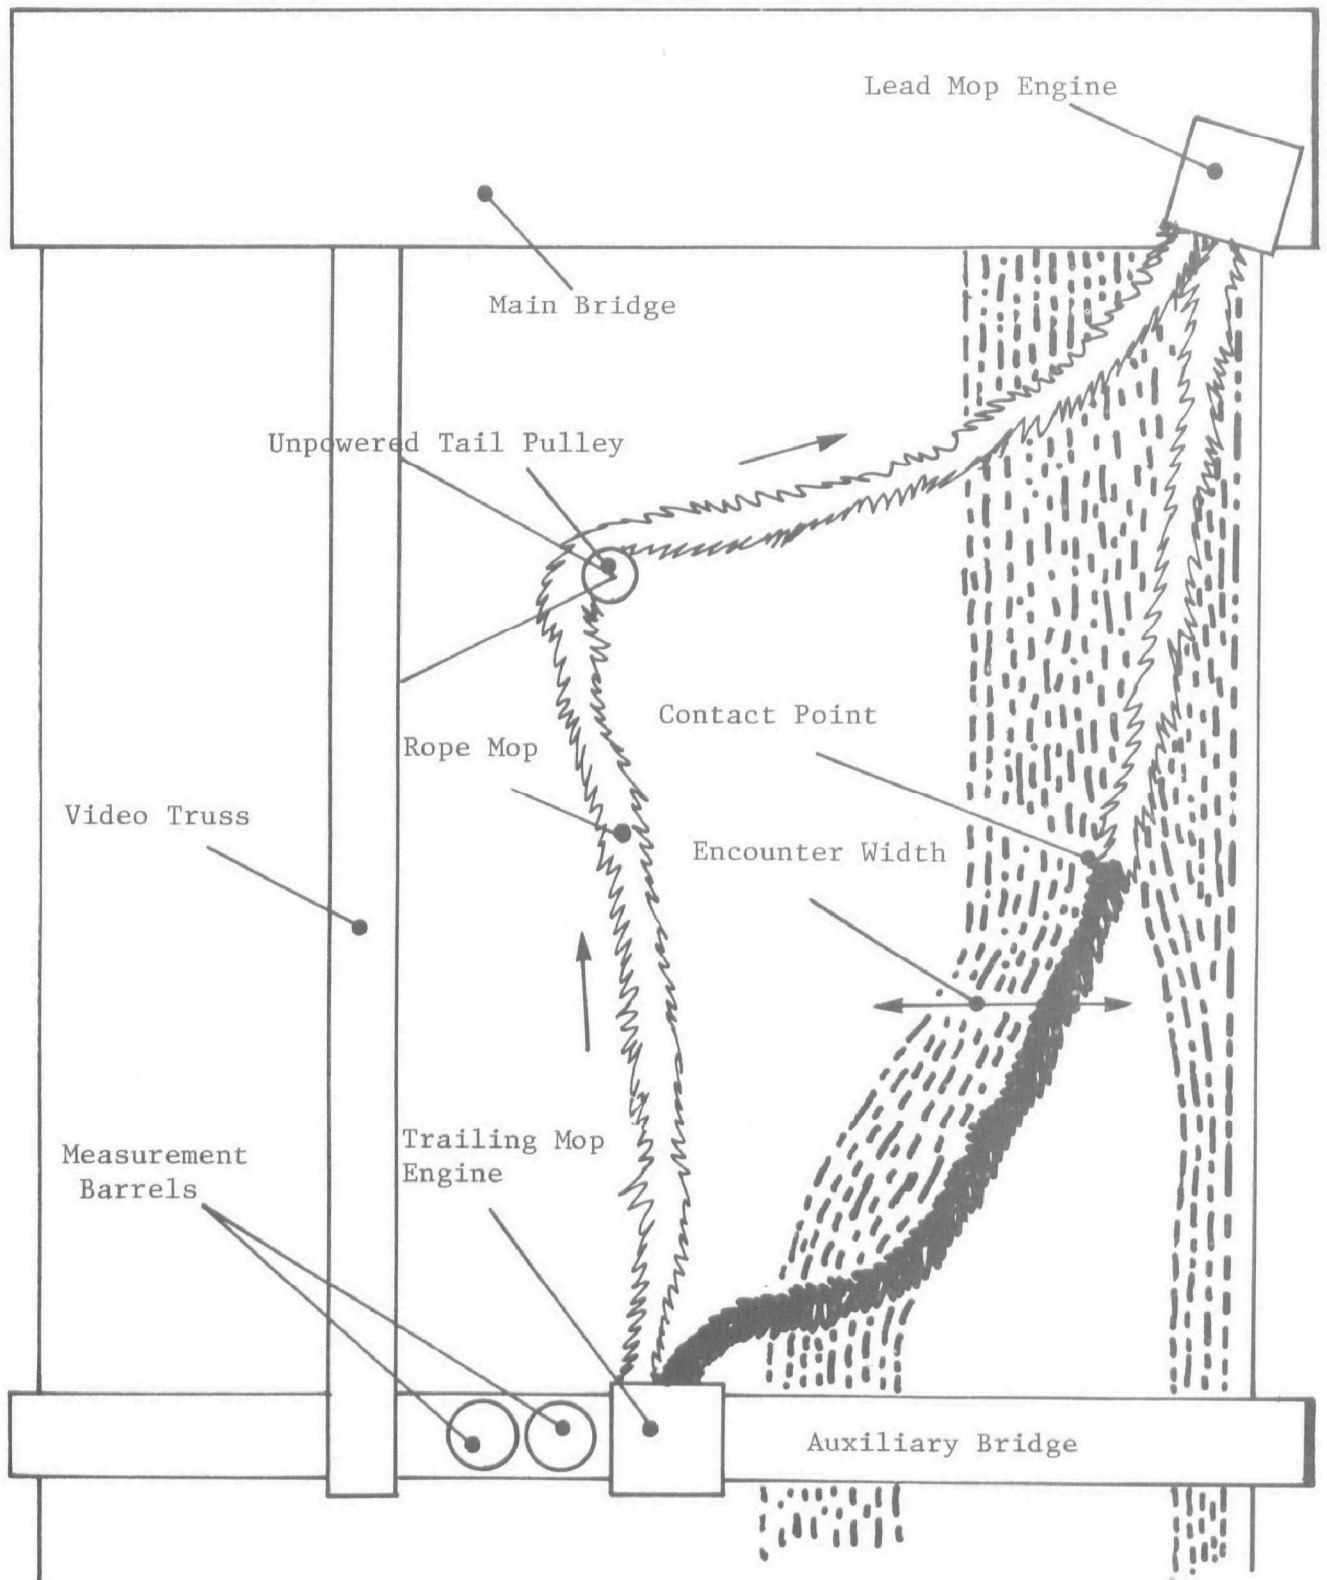 Lead Mop Engine
Main Bridge
Unpowered Tail Pulley
Contact Point
Rope Mop
Video Truss
Encounter Width
Trailing Mop
Engine
Measurement
Barrels
Auxiliary Bridge